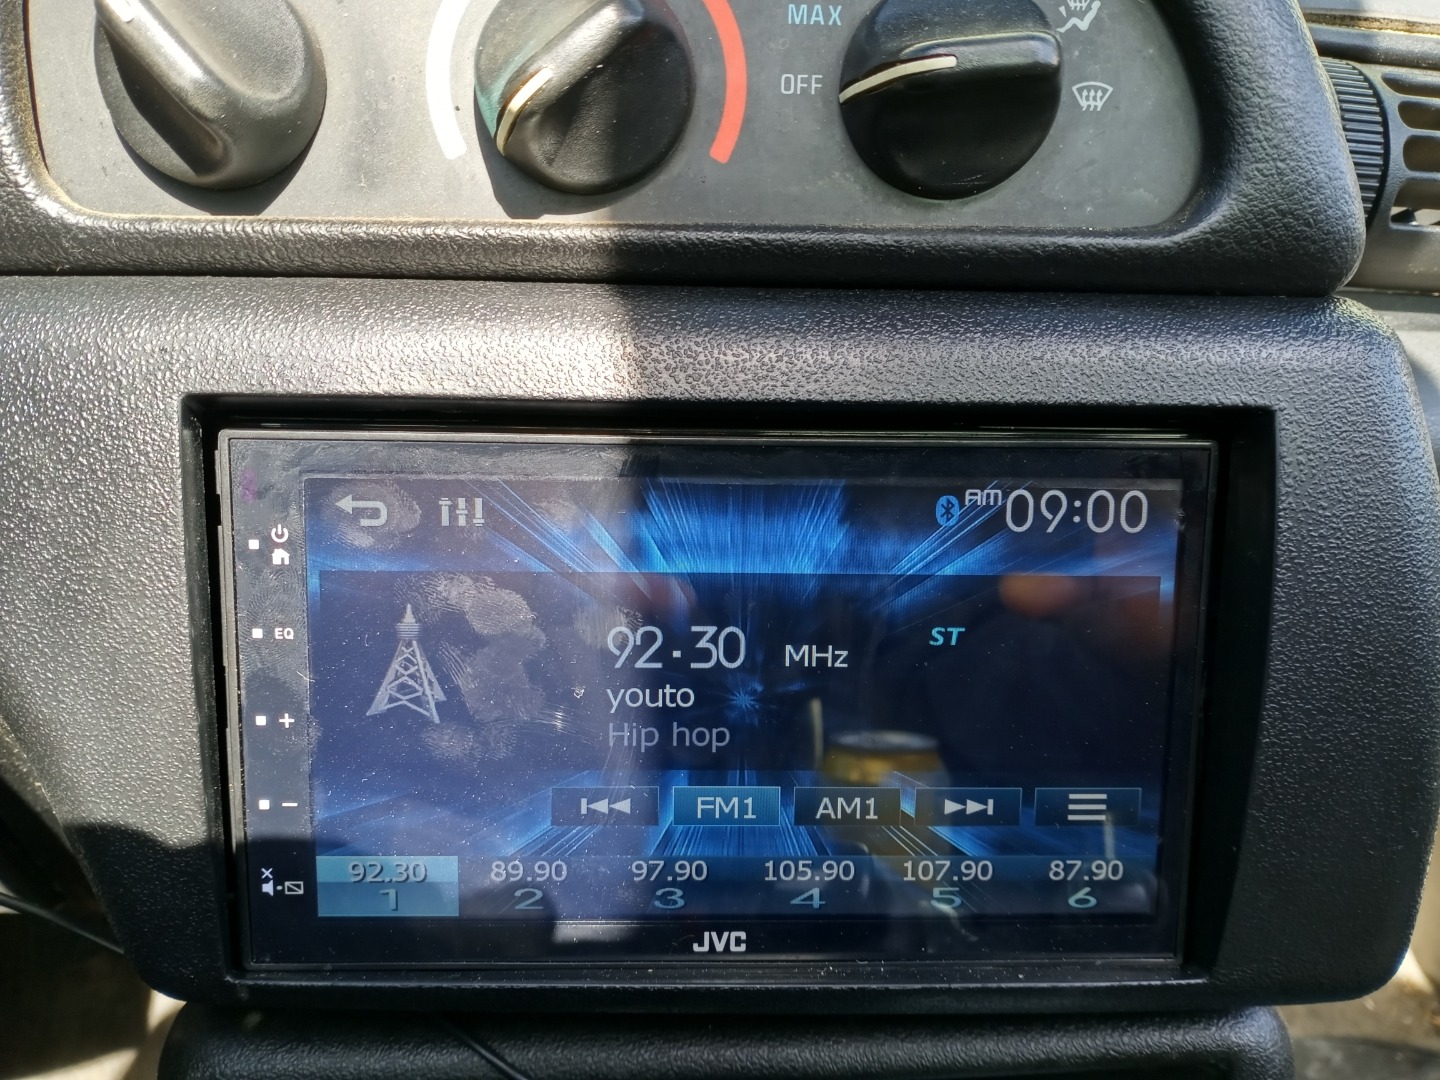 MAX
OFF
AM 09:00
EQ
92.30 MHz
ST
youto
Hip hop
+
-
FM1 AM1
92.30 89.90 97.90 105.90 107.90 87.90
1 2 3 4 5 6
JVC